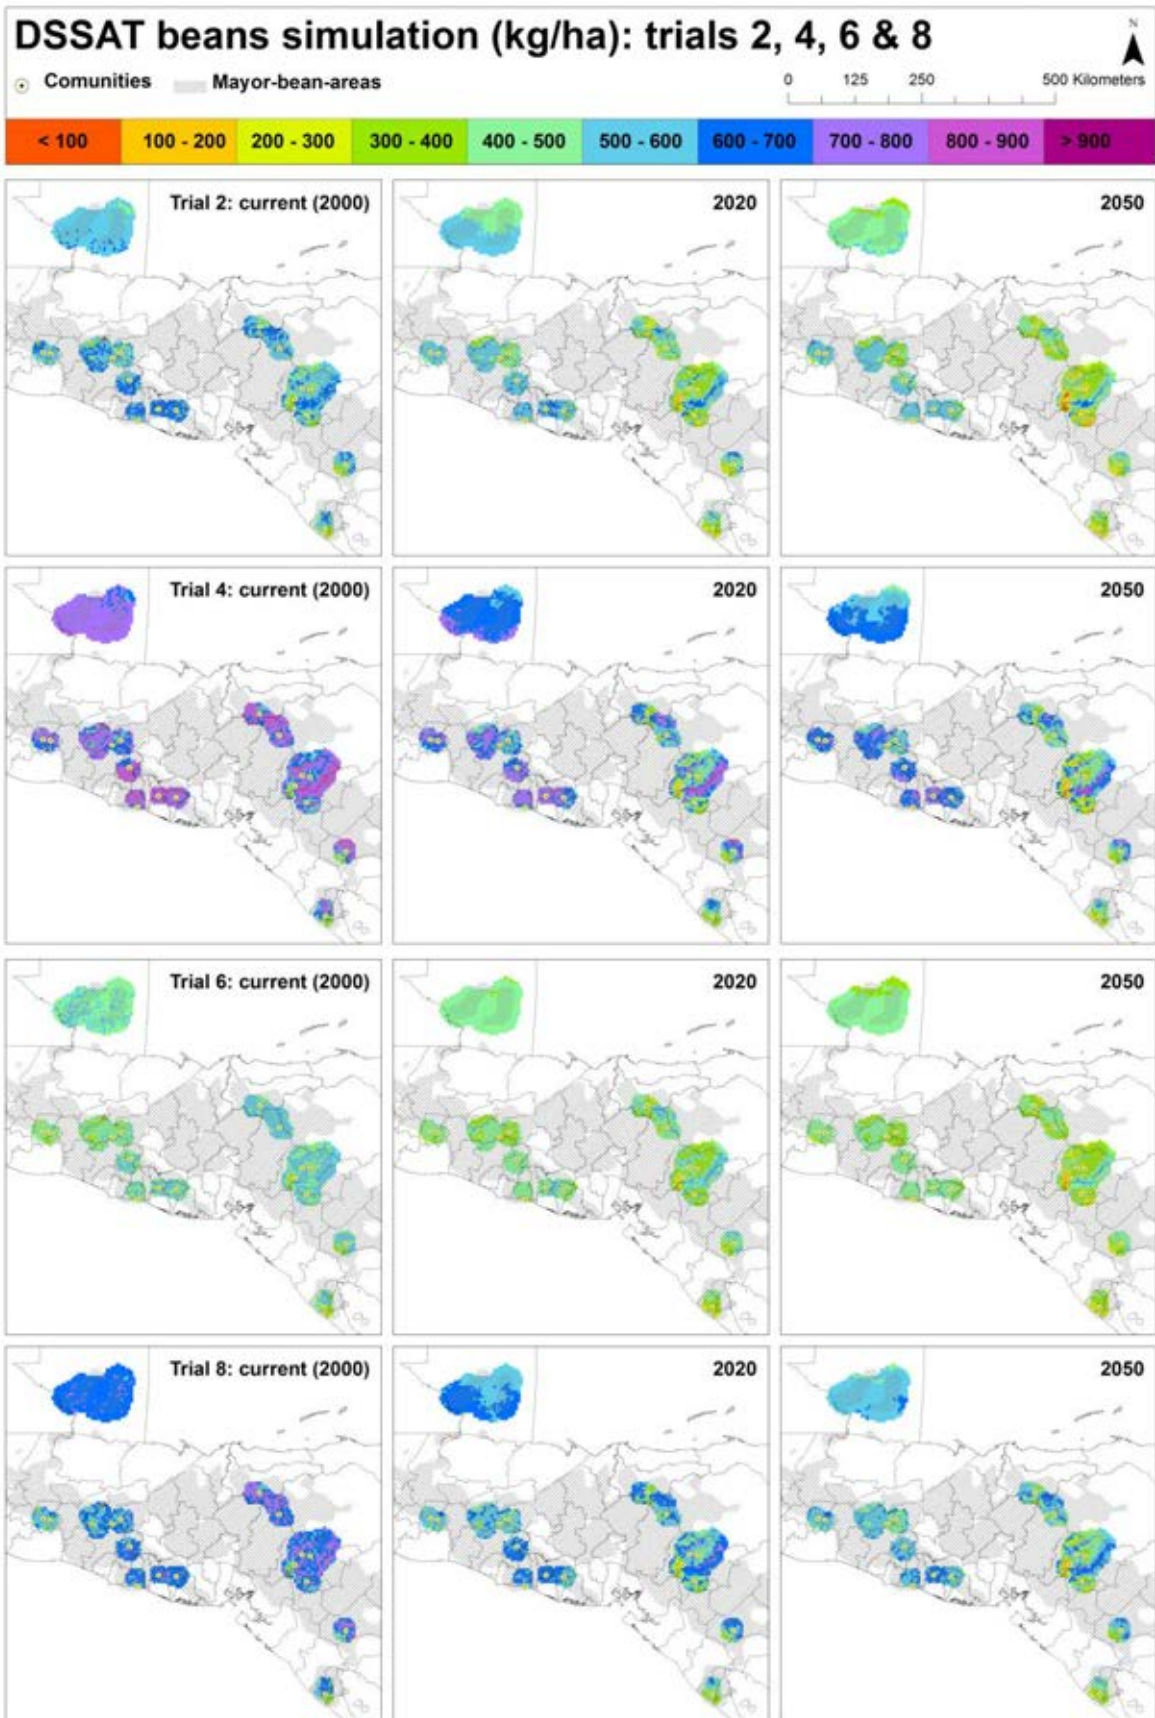 DSSAT beans simulation (kg/ha): trials 2, 4, 6 & 8
N
Comunities Mayor-bean-areas
0 125 250 500 Kilometers
< 100 100 - 200 200 - 300 300 - 400 400 - 500 500 - 600 600 - 700 700 - 800 800 - 900 > 900
Trial 2: current (2000) 2020 2050
Trial 4: current (2000) 2020 2050
Trial 6: current (2000) 2020 2050
Trial 8: current (2000) 2020 2050